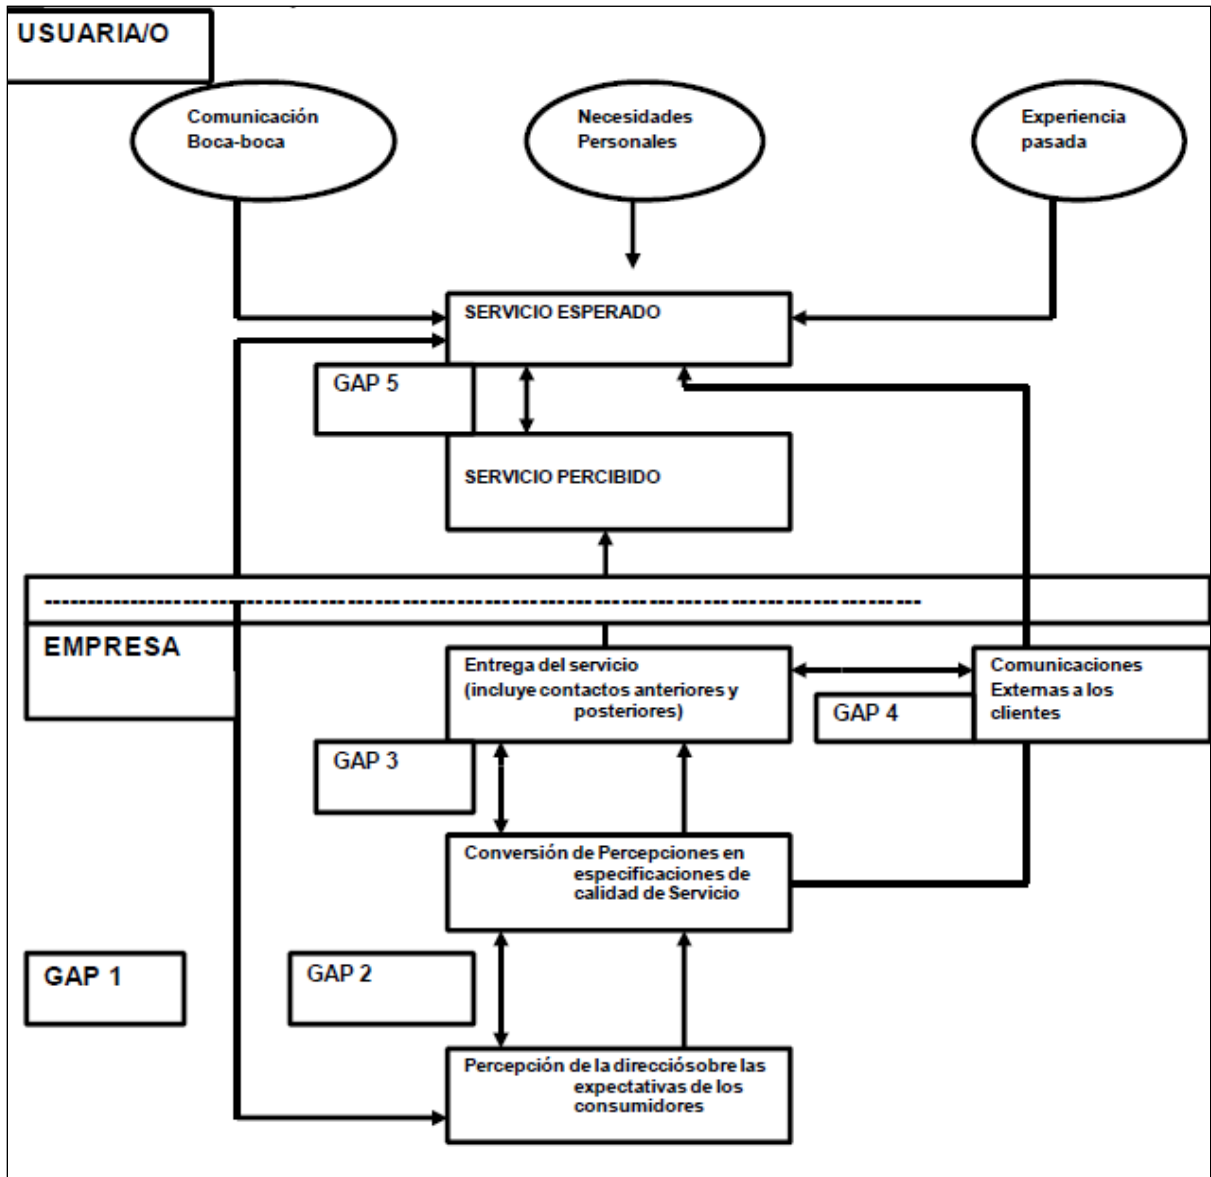 USUARIA/O
Comunicación
Boca-boca
Necesidades
Personales
Experiencia
pasada
SERVICIO ESPERADO
GAP 5
SERVICIO PERCIBIDO
EMPRESA
Entrega del servicio
(incluye contactos anteriores y
posteriores)
Comunicaciones
Externas a los
clientes
GAP 4
GAP 3
Conversión de Percepciones en
especificaciones de
calidad de Servicio
GAP 1
GAP 2
Percepción de la direcciósobre las
expectativas de los
consumidores